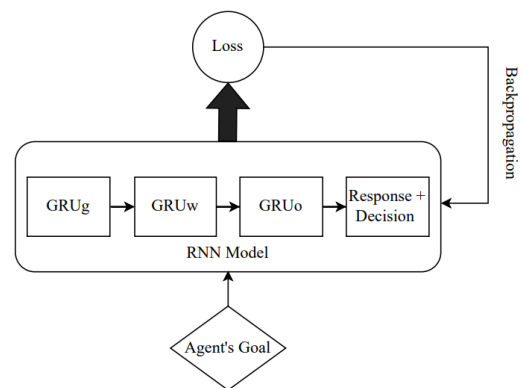 Loss
Backpropagation
GRUg
GRUw
GRUo
Response +
Decision
RNN Model
Agent's Goal